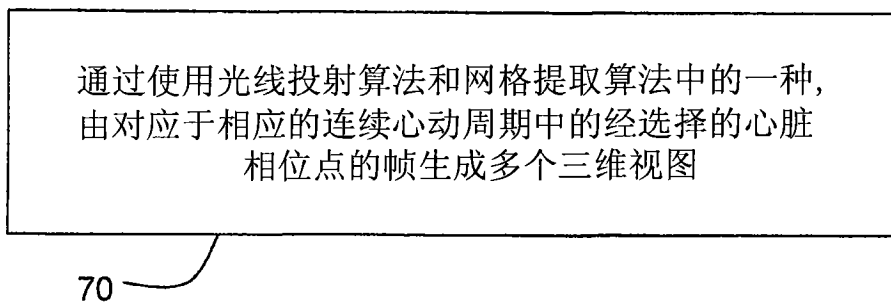 通过使用光线投射算法和网格提取算法中的一种，
由对应于相应的连续心动周期中的经选择的心脏
相位点的帧生成多个三维视图
70